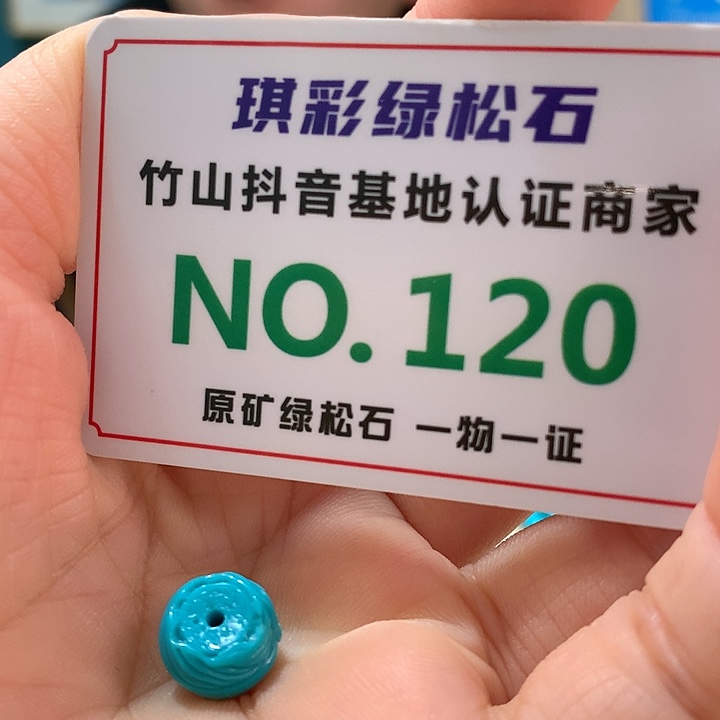 琪彩绿松石
竹山抖音基地认证商家
NO.120
原矿绿松石 一物一证